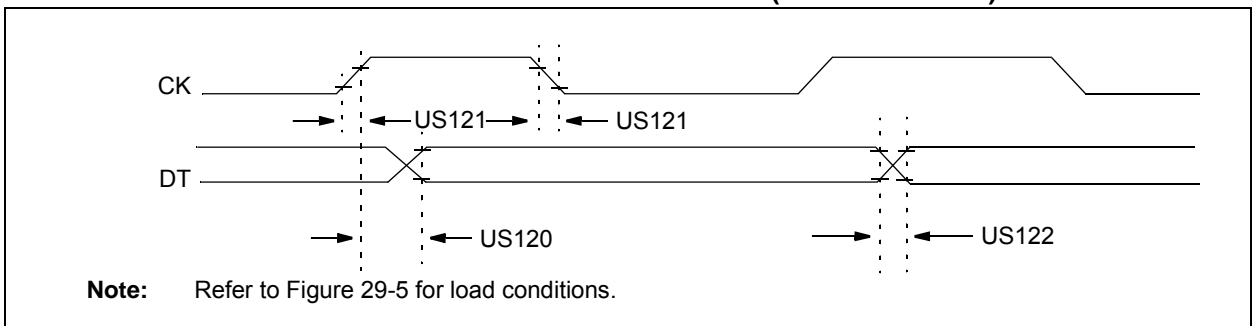 CK
US121 US121
DT
US120 US122
Note: Refer to Figure 29-5 for load conditions.